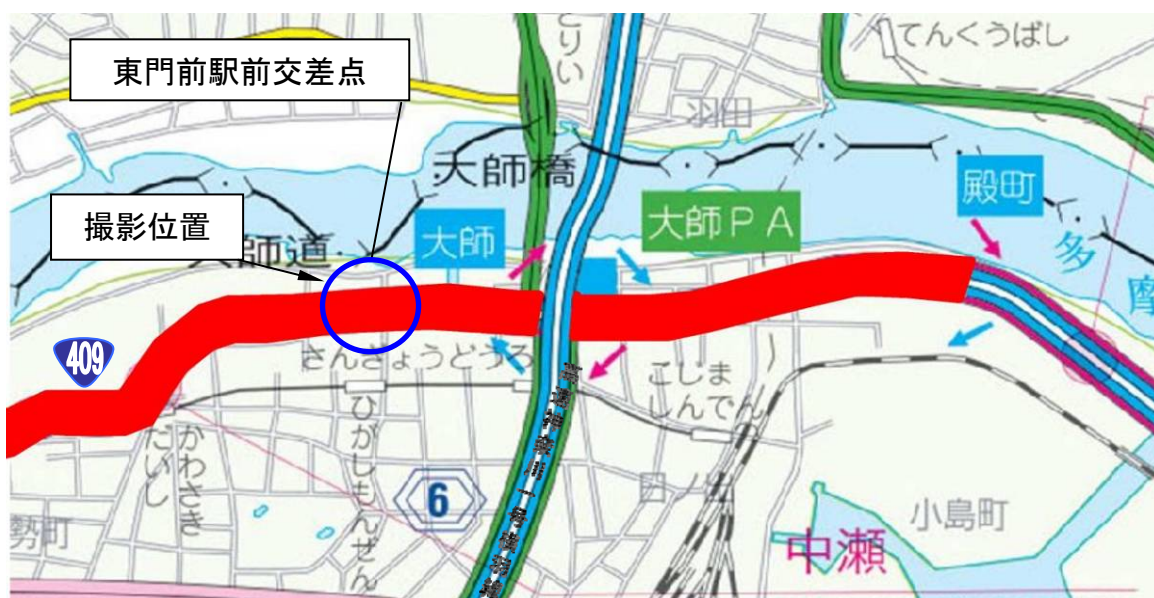 東門前駅前交差点
とりい
てんくうばし
羽田
大師橋
撮影位置
大師道
大師
大師PA
殿町
多
摩
409
さんぎょうどうろ
こじま
しんでん
かわさき
だいし
ひがしもんぜん
6
小島町
中瀬
勢町